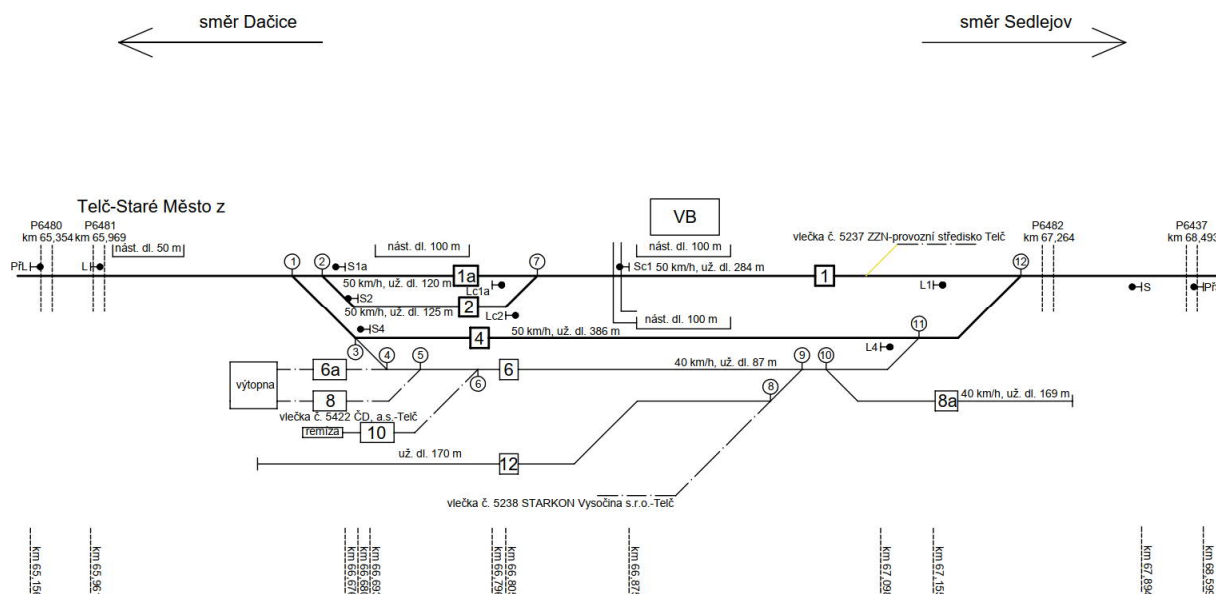 směr Dačice
směr Sedlejov
Telč-Staré Město z
VB
P6480
km 65,354
P6481
km 65,969
nást. dl. 50 m
nást. dl. 100 m
nást. dl. 100 m
vlečka č. 5237 ZZN-provozní středisko Telč
P6482
km 67,264
P6437
km 68,493
PřL
L
1
2
S1a
7
Sc1
50 km/h, už. dl. 284 m
12
1a
1
50 km/h, už. dl. 120 m
Lc1a
L1
S
S2
2
50 km/h, už. dl. 125 m
Lc2
nást. dl. 100 m
S4
4
50 km/h, už. dl. 386 m
11
3
L4
4
5
9
10
výtopna
6a
6
6
40 km/h, už. dl. 87 m
8
8
8a
40 km/h, už. dl. 169 m
vlečka č. 5422 ČD, a.s.-Telč
remíza
10
už. dl. 170 m
12
vlečka č. 5238 STARKON Vysočina s.r.o.-Telč